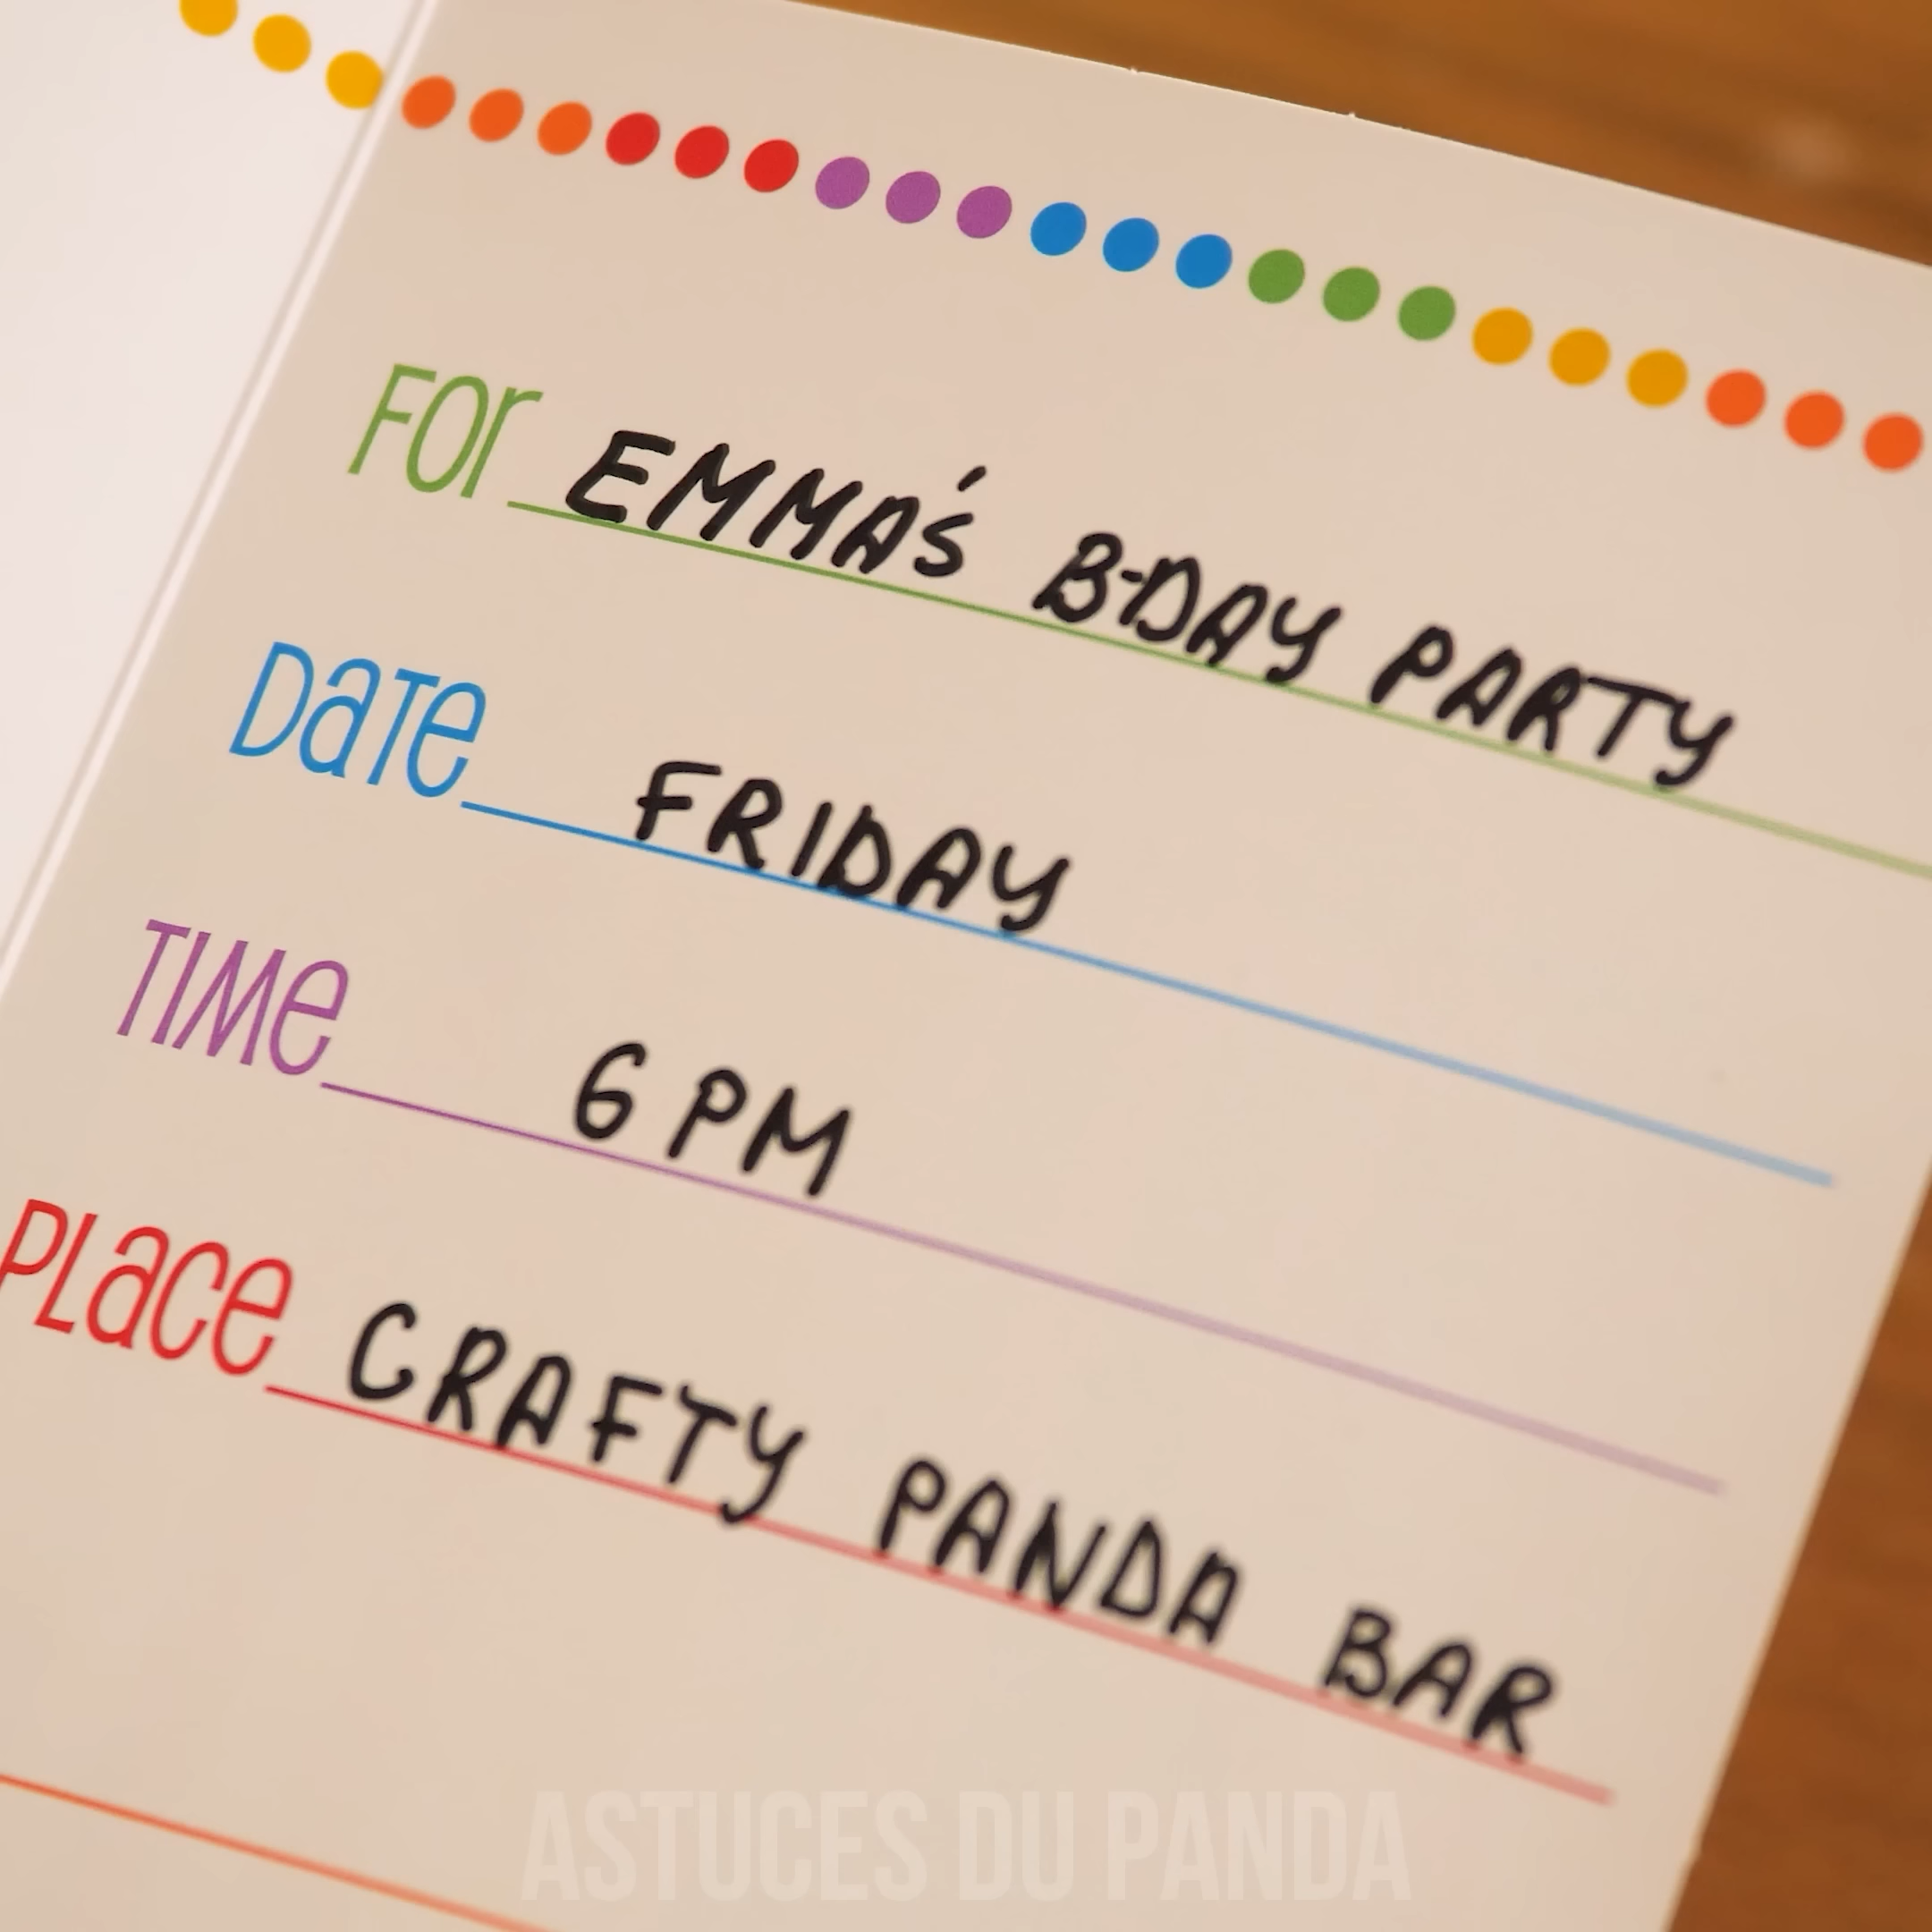 For EMMA'S B-DAY PARTY
DaTe FRIDAY
TIMe 6 PM
PLace CRAFTY PANDA BAR
ASTUCES DU PANDA